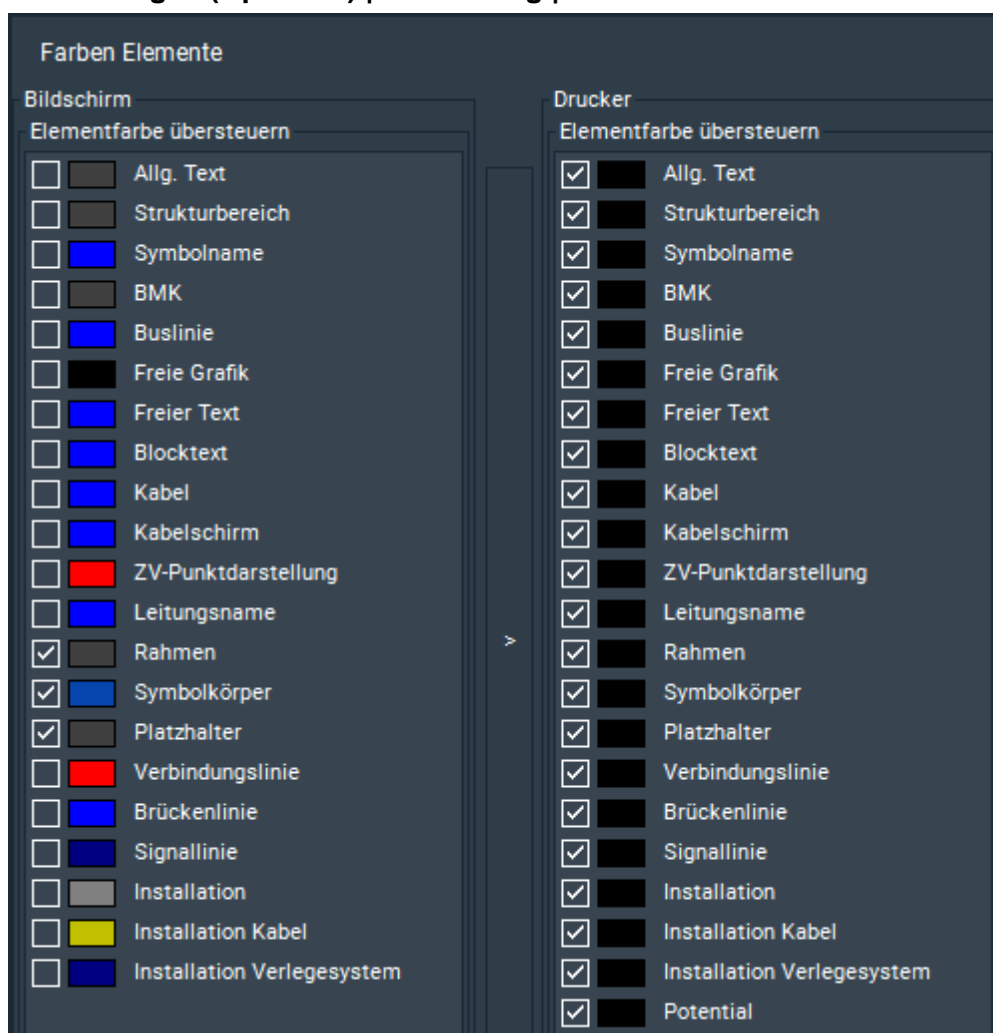 Farben Elemente
Bildschirm
Elementfarbe übersteuern
Allg. Text
Strukturbereich
Symbolname
BMK
Buslinie
Freie Grafik
Freier Text
Blocktext
Kabel
Kabelschirm
ZV-Punktdarstellung
Leitungsname
Rahmen
Symbolkörper
Platzhalter
Verbindungslinie
Brückenlinie
Signallinie
Installation
Installation Kabel
Installation Verlegesystem
>
Drucker
Elementfarbe übersteuern
Allg. Text
Strukturbereich
Symbolname
BMK
Buslinie
Freie Grafik
Freier Text
Blocktext
Kabel
Kabelschirm
ZV-Punktdarstellung
Leitungsname
Rahmen
Symbolkörper
Platzhalter
Verbindungslinie
Brückenlinie
Signallinie
Installation
Installation Kabel
Installation Verlegesystem
Potential